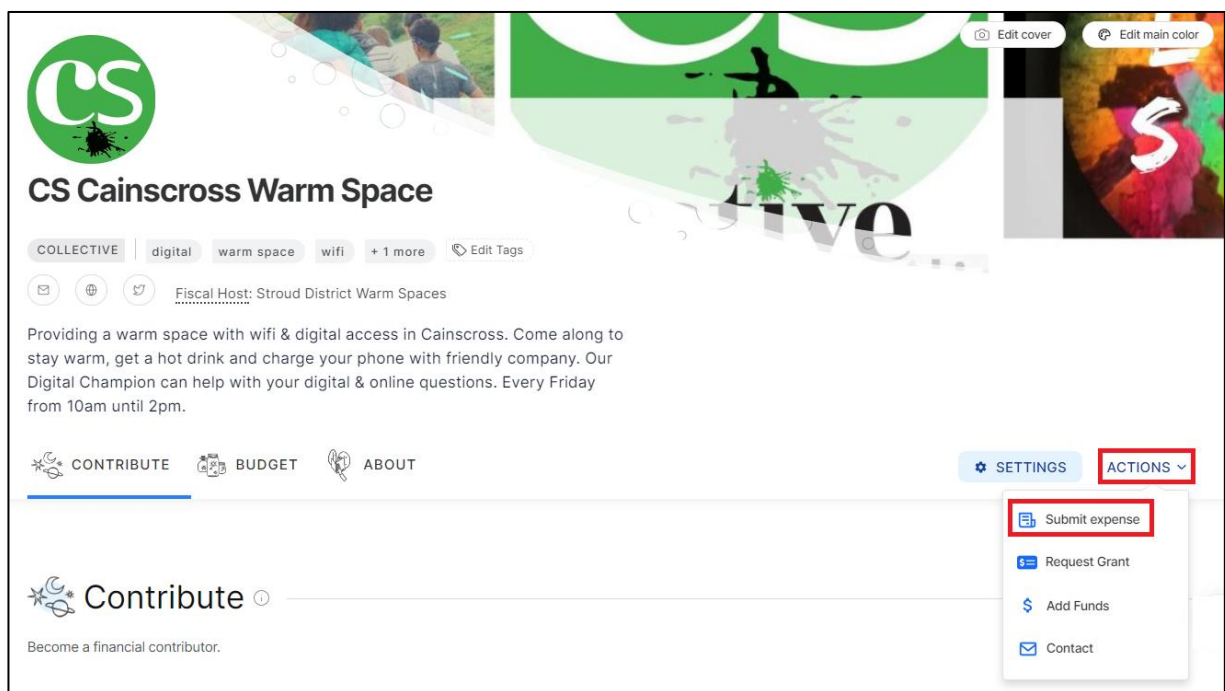 Edit cover
Edit main color
CS
CS
S
ctive...
CS Cainscross Warm Space
COLLECTIVE digital warm space wifi + 1 more Edit Tags
Fiscal Host: Stroud District Warm Spaces
Providing a warm space with wifi & digital access in Cainscross. Come along to
stay warm, get a hot drink and charge your phone with friendly company. Our
Digital Champion can help with your digital & online questions. Every Friday
from 10am until 2pm.
CONTRIBUTE BUDGET ABOUT
SETTINGS ACTIONS
Submit expense
Request Grant
Add Funds
Contact
Contribute
Become a financial contributor.